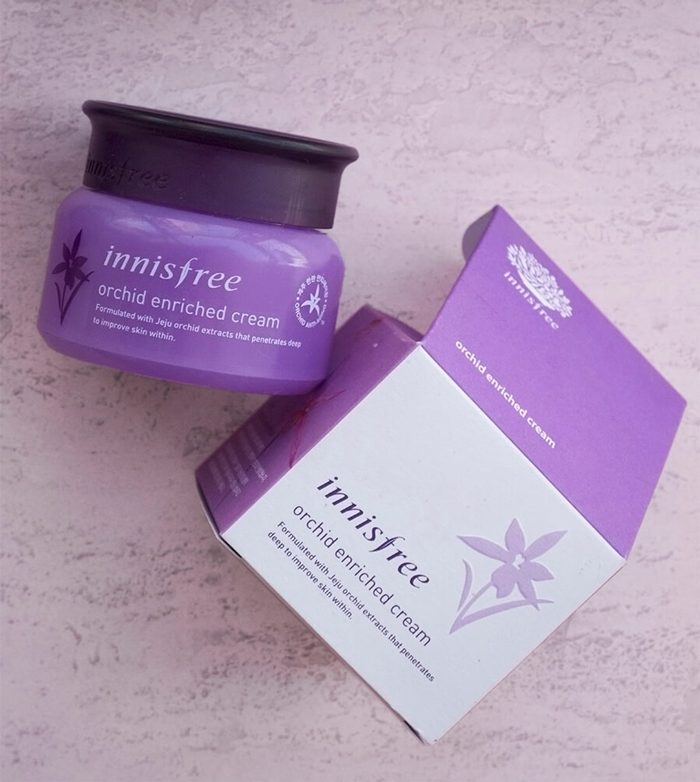 innisfree
innisfree
orchid enriched cream
Formulated with Jeju orchid extracts that penetrates deep
to improve skin within.
innisfree
orchid enriched cream
innisfree
orchid enriched cream
Formulated with Jeju orchid extracts that penetrates
deep to improve skin within.